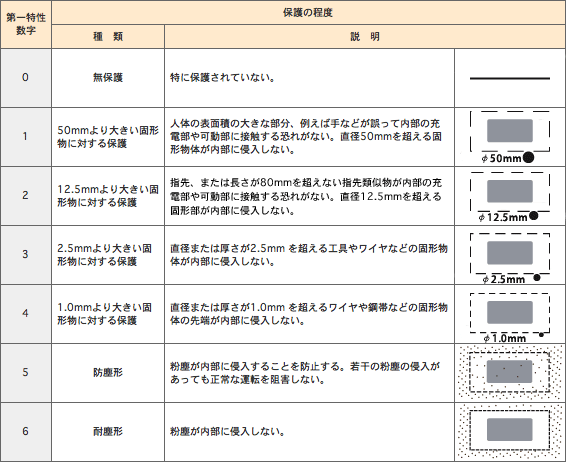 第一特性
数字
保護の程度
種　類
説　明
0
無保護
特に保護されていない。
1
50mmより大きい固形
物に対する保護
人体の表面積の大きな部分、例えば手などが誤って内部の充
電部や可動部に接触する恐れがない。直径50mmを超える固
形物体が内部に侵入しない。
φ50mm
2
12.5mmより大きい固
形物に対する保護
指先、または長さが80mmを超えない指先類似物が内部の充
電部や可動部に接触する恐れがない。直径12.5mmを超える
固形部が内部に侵入しない。
φ12.5mm
3
2.5mmより大きい固
形物に対する保護
直径または厚さが2.5mm を超える工具やワイヤなどの固形物
体が内部に侵入しない。
φ2.5mm
4
1.0mmより大きい固
形物に対する保護
直径または厚さが1.0mm を超えるワイヤや鋼帯などの固形物
体の先端が内部に侵入しない。
φ1.0mm
5
防塵形
粉塵が内部に侵入することを防止する。若干の粉塵の侵入が
あっても正常な運転を阻害しない。
6
耐塵形
粉塵が内部に侵入しない。